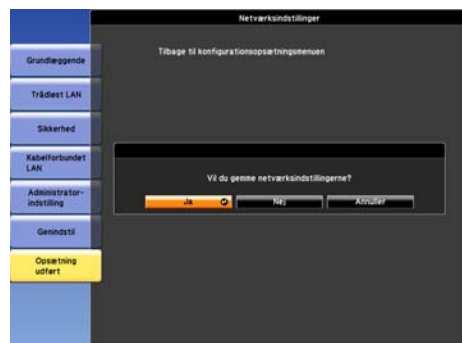 Netværksindstillinger
Tilbage til konfigurationsopsætningsmenuen
Grundlæggende
Trådløst LAN
Sikkerhed
Kabelforbundet
LAN
Administrator-
indstilling
Genindstil
Opsætning
udført
Vil du gemme netværksindstillingerne?
Ja
Nej
Annuller